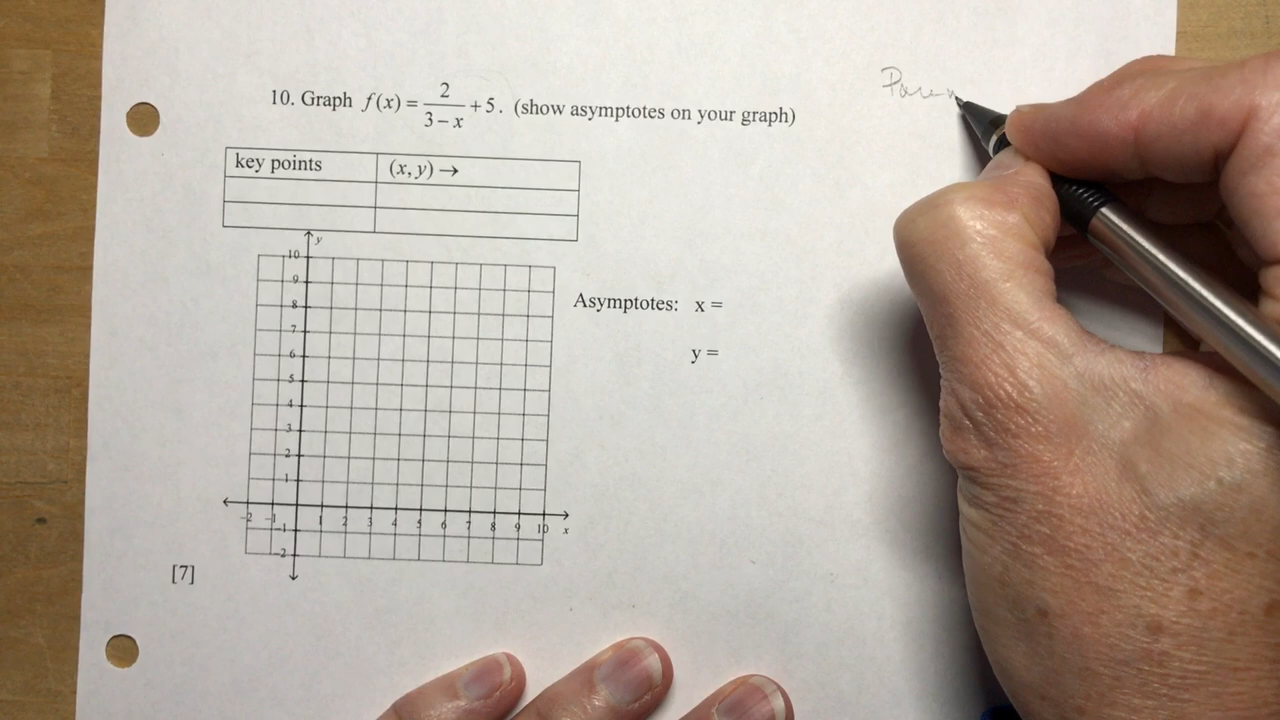 10. Graph f(x) = 2/(3 − x) + 5. (show asymptotes on your graph)
key points (x, y) →
y
10
9
8
7
6
5
4
3
2
1
−2 −1 1 2 3 4 5 6 7 8 9 10 x
−1
−2
Asymptotes: x =
y =
[7]